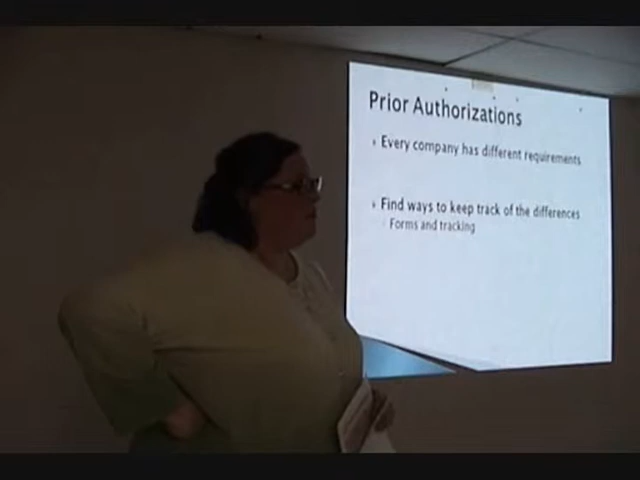 Prior Authorizations
Every company has different requirements
Find ways to keep track of the differences
Forms and tracking